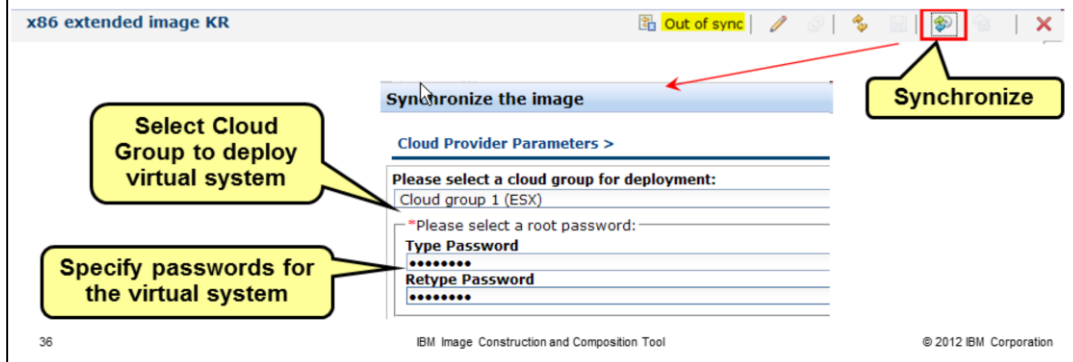 x86 extended image KR
Out of sync
Synchronize
Synchronize the image
Cloud Provider Parameters >
Select Cloud
Group to deploy
virtual system
Please select a cloud group for deployment:
Cloud group 1 (ESX)
*Please select a root password:
Type Password
••••••••
Retype Password
••••••••
Specify passwords for
the virtual system
36
IBM Image Construction and Composition Tool
© 2012 IBM Corporation